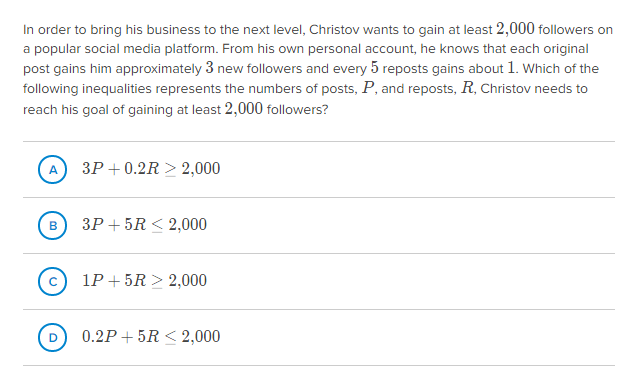 In order to bring his business to the next level, Christov wants to gain at least 2,000 followers on
a popular social media platform. From his own personal account, he knows that each original
post gains him approximately 3 new followers and every 5 reposts gains about 1. Which of the
following inequalities represents the numbers of posts, P, and reposts, R, Christov needs to
reach his goal of gaining at least 2,000 followers?
A 3P + 0.2R ≥ 2,000
B 3P + 5R ≤ 2,000
C 1P + 5R ≥ 2,000
D 0.2P + 5R ≤ 2,000